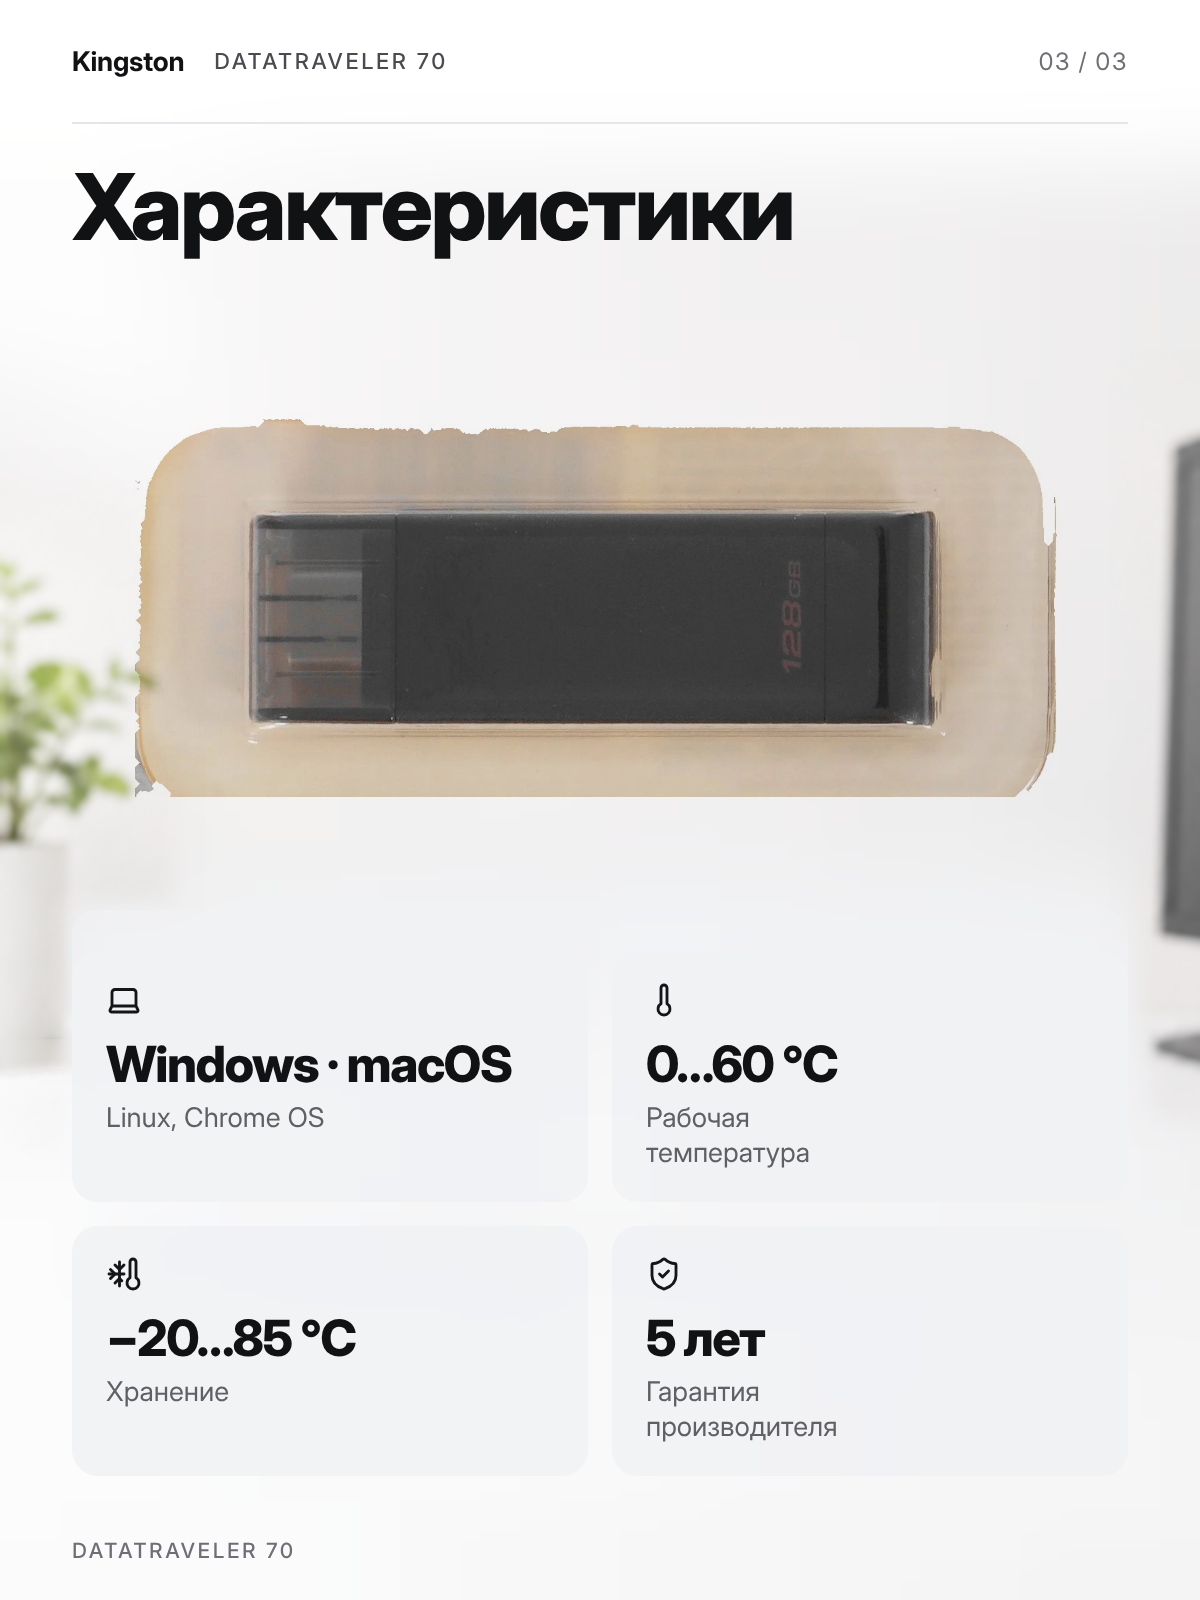 Kingston DATATRAVELER 70 03 / 03
Характеристики
128GB
Windows · macOS
Linux, Chrome OS
0...60 °C
Рабочая
температура
−20...85 °C
Хранение
5 лет
Гарантия
производителя
DATATRAVELER 70